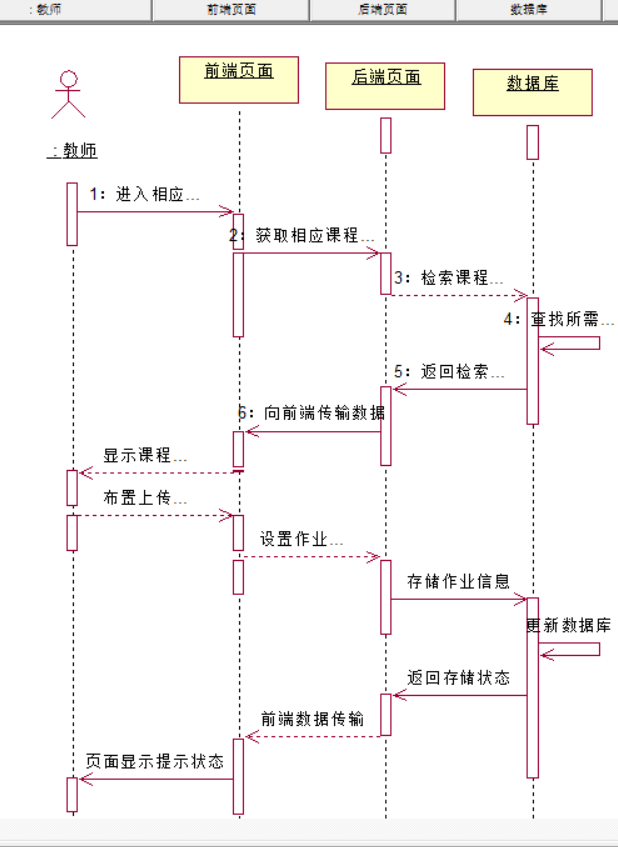 ：教师
前端页面
后端页面
数据库
前端页面
后端页面
数据库
：教师
1：进入相应...
2：获取相应课程...
3：检索课程...
4：查找所需...
5：返回检索...
6：向前端传输数据
显示课程...
布置上传...
设置作业...
存储作业信息
更新数据库
返回存储状态
前端数据传输
页面显示提示状态